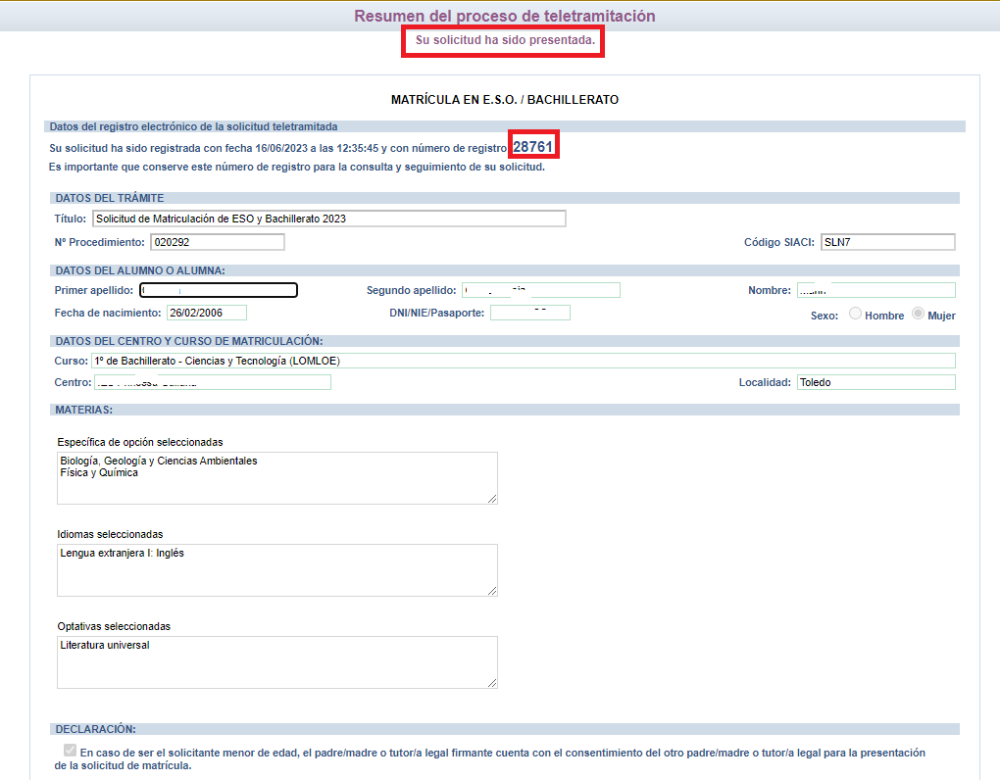 Resumen del proceso de teletramitación
Su solicitud ha sido presentada.
MATRÍCULA EN E.S.O. / BACHILLERATO
Datos del registro electrónico de la solicitud teletramitada
Su solicitud ha sido registrada con fecha 16/06/2023 a las 12:35:45 y con número de registro 28761
Es importante que conserve este número de registro para la consulta y seguimiento de su solicitud.
DATOS DEL TRÁMITE
Título: Solicitud de Matriculación de ESO y Bachillerato 2023
Nº Procedimiento: 020292 Código SIACI: SLN7
DATOS DEL ALUMNO O ALUMNA:
Primer apellido: Segundo apellido: Nombre:
Fecha de nacimiento: 26/02/2006 DNI/NIE/Pasaporte: Sexo: Hombre Mujer
DATOS DEL CENTRO Y CURSO DE MATRICULACIÓN:
Curso: 1º de Bachillerato - Ciencias y Tecnología (LOMLOE)
Centro: Localidad: Toledo
MATERIAS:
Específica de opción seleccionadas
Biología, Geología y Ciencias Ambientales
Física y Química
Idiomas seleccionadas
Lengua extranjera I: Inglés
Optativas seleccionadas
Literatura universal
DECLARACIÓN:
En caso de ser el solicitante menor de edad, el padre/madre o tutor/a legal firmante cuenta con el consentimiento del otro padre/madre o tutor/a legal para la presentación
de la solicitud de matrícula.